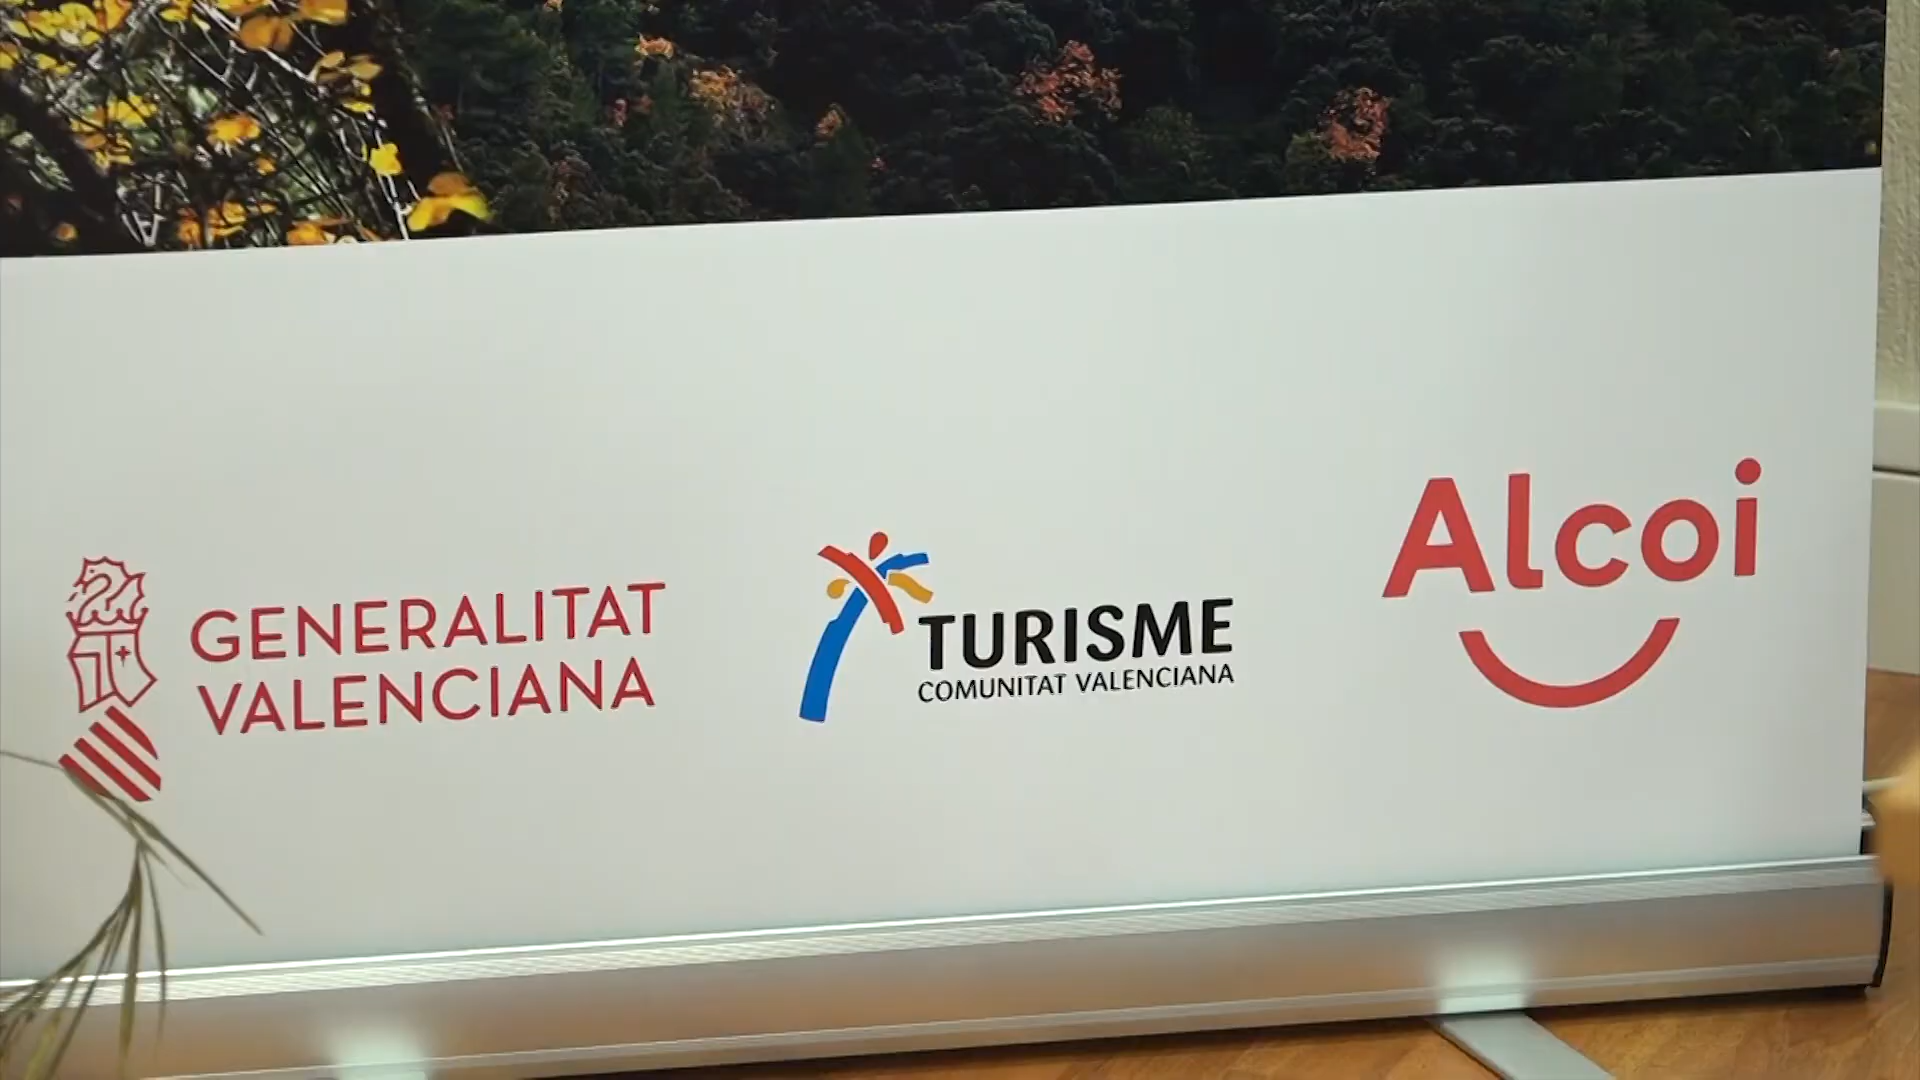 GENERALITAT
VALENCIANA
TURISME
COMUNITAT VALENCIANA
Alcoi